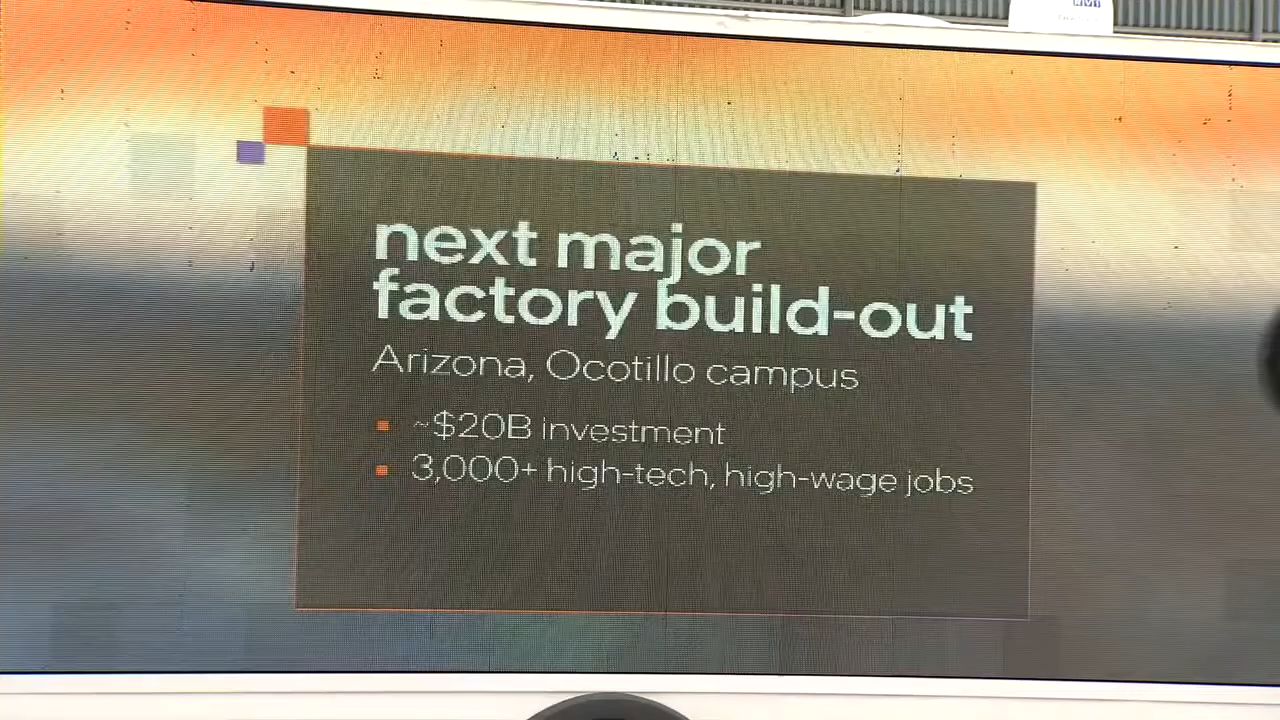 next major
factory build-out
Arizona, Ocotillo campus
~$20B investment
3,000+ high-tech, high-wage jobs